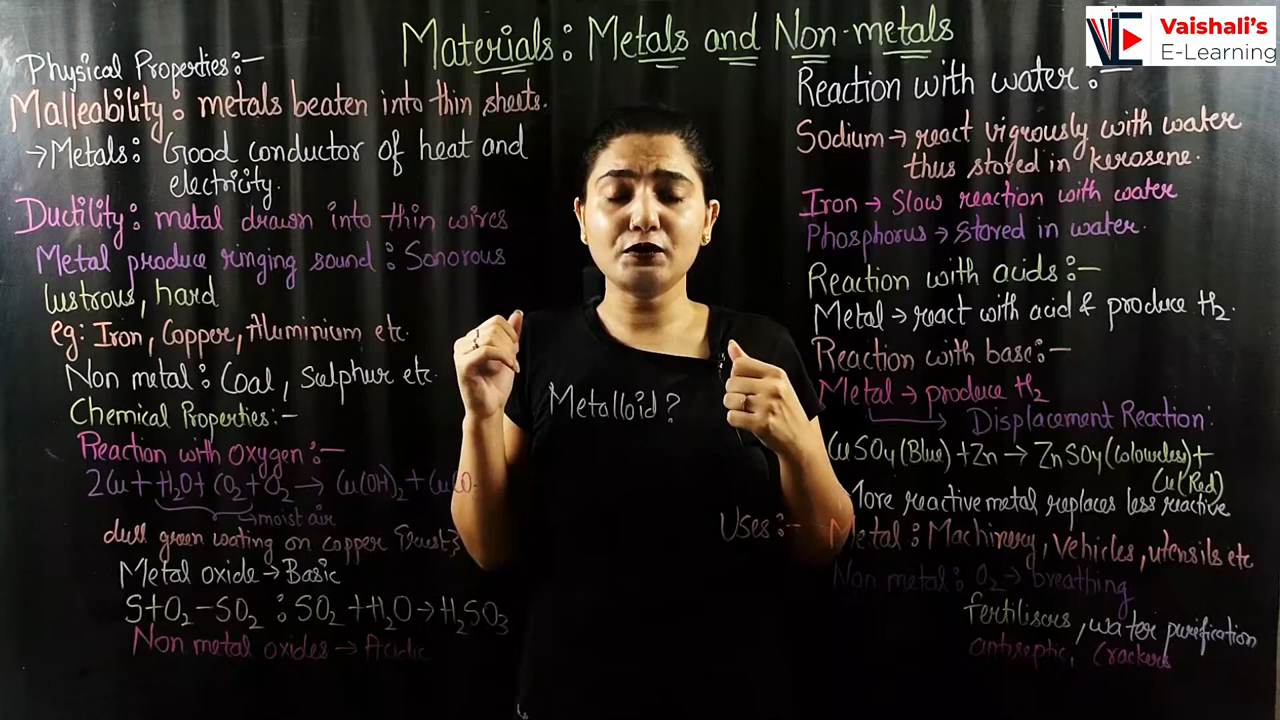 Materials: Metals and Non-metals
Vaishali's
E-Learning
Physical Properties:-
Malleability: metals beaten into thin sheets.
→Metals: Good conductor of heat and
electricity.
Ductility: metal drawn into thin wires
Metal produce ringing sound: Sonorous
lustrous, hard
eg: Iron, Copper, Aluminium etc.
Non metal: Coal, Sulphur etc.
Chemical Properties:-
Reaction with Oxygen:-
2Cu + H₂O + CO₂ + O₂ → Cu(OH)₂ +
→moist air
dull green coating on copper {rust}
Metal oxide → Basic
S+O₂ – SO₂ : SO₂ + H₂O → H₂SO₃
Non metal oxides → Acidic
Metalloid?
Reaction with water:-
Sodium → react vigrously with water
thus stored in kerosene.
Iron → Slow reaction with water
Phosphorus → stored in water.
Reaction with acids:-
Metal → react with acid & produce H₂.
Reaction with base:-
Metal → produce H₂
Displacement Reaction:
CuSO₄ (Blue) + Zn → ZnSO₄ (Colourless) +
Cu (Red)
More reactive metal replaces less reactive
Uses:- Metal: Machinery, Vehicles, utensils etc
Non metal: O₂ → breathing
fertilisers, water purification
antiseptic, Crackers